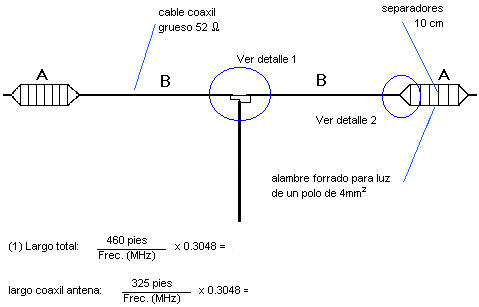 cable coaxil
grueso 52 Ω
separadores
10 cm
Ver detalle 1
A
B
B
A
Ver detalle 2
alambre forrado para luz
de un polo de 4mm²
(1) Largo total: 460 pies / Frec. (MHz) x 0.3048 =
largo coaxil antena: 325 pies / Frec. (MHz) x 0.3048 =